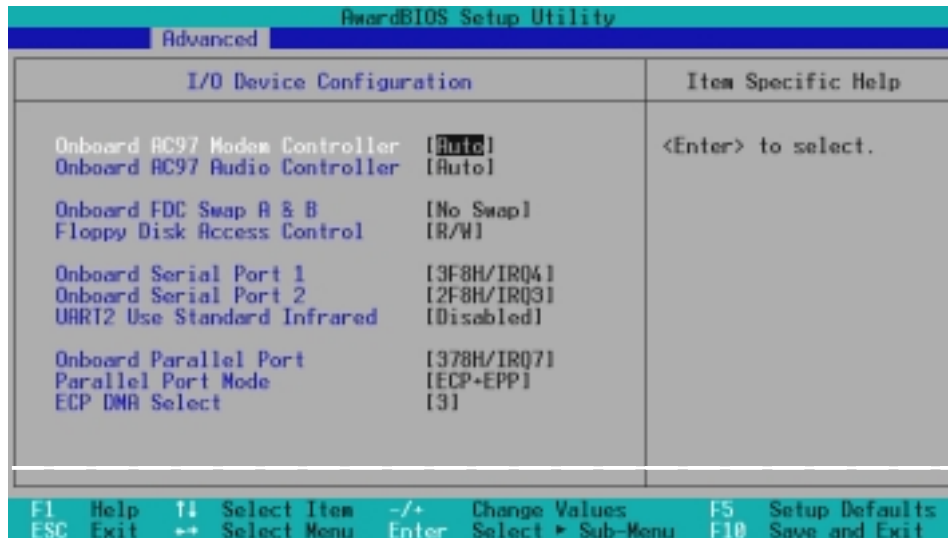 AwardBIOS Setup Utility
Advanced
I/O Device Configuration
Item Specific Help
Onboard AC97 Modem Controller [Auto]
Onboard AC97 Audio Controller [Auto]
<Enter> to select.
Onboard FDC Swap A & B [No Swap]
Floppy Disk Access Control [R/W]
Onboard Serial Port 1 [3F8H/IRQ4]
Onboard Serial Port 2 [2F8H/IRQ3]
UART2 Use Standard Infrared [Disabled]
Onboard Parallel Port [378H/IRQ7]
Parallel Port Mode [ECP+EPP]
ECP DMA Select [3]
F1 Help ↑↓ Select Item -/+ Change Values F5 Setup Defaults
ESC Exit ←→ Select Menu Enter Select ► Sub-Menu F10 Save and Exit